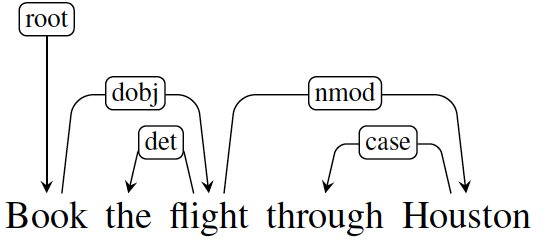 root
dobj nmod
det case
Book the flight through Houston